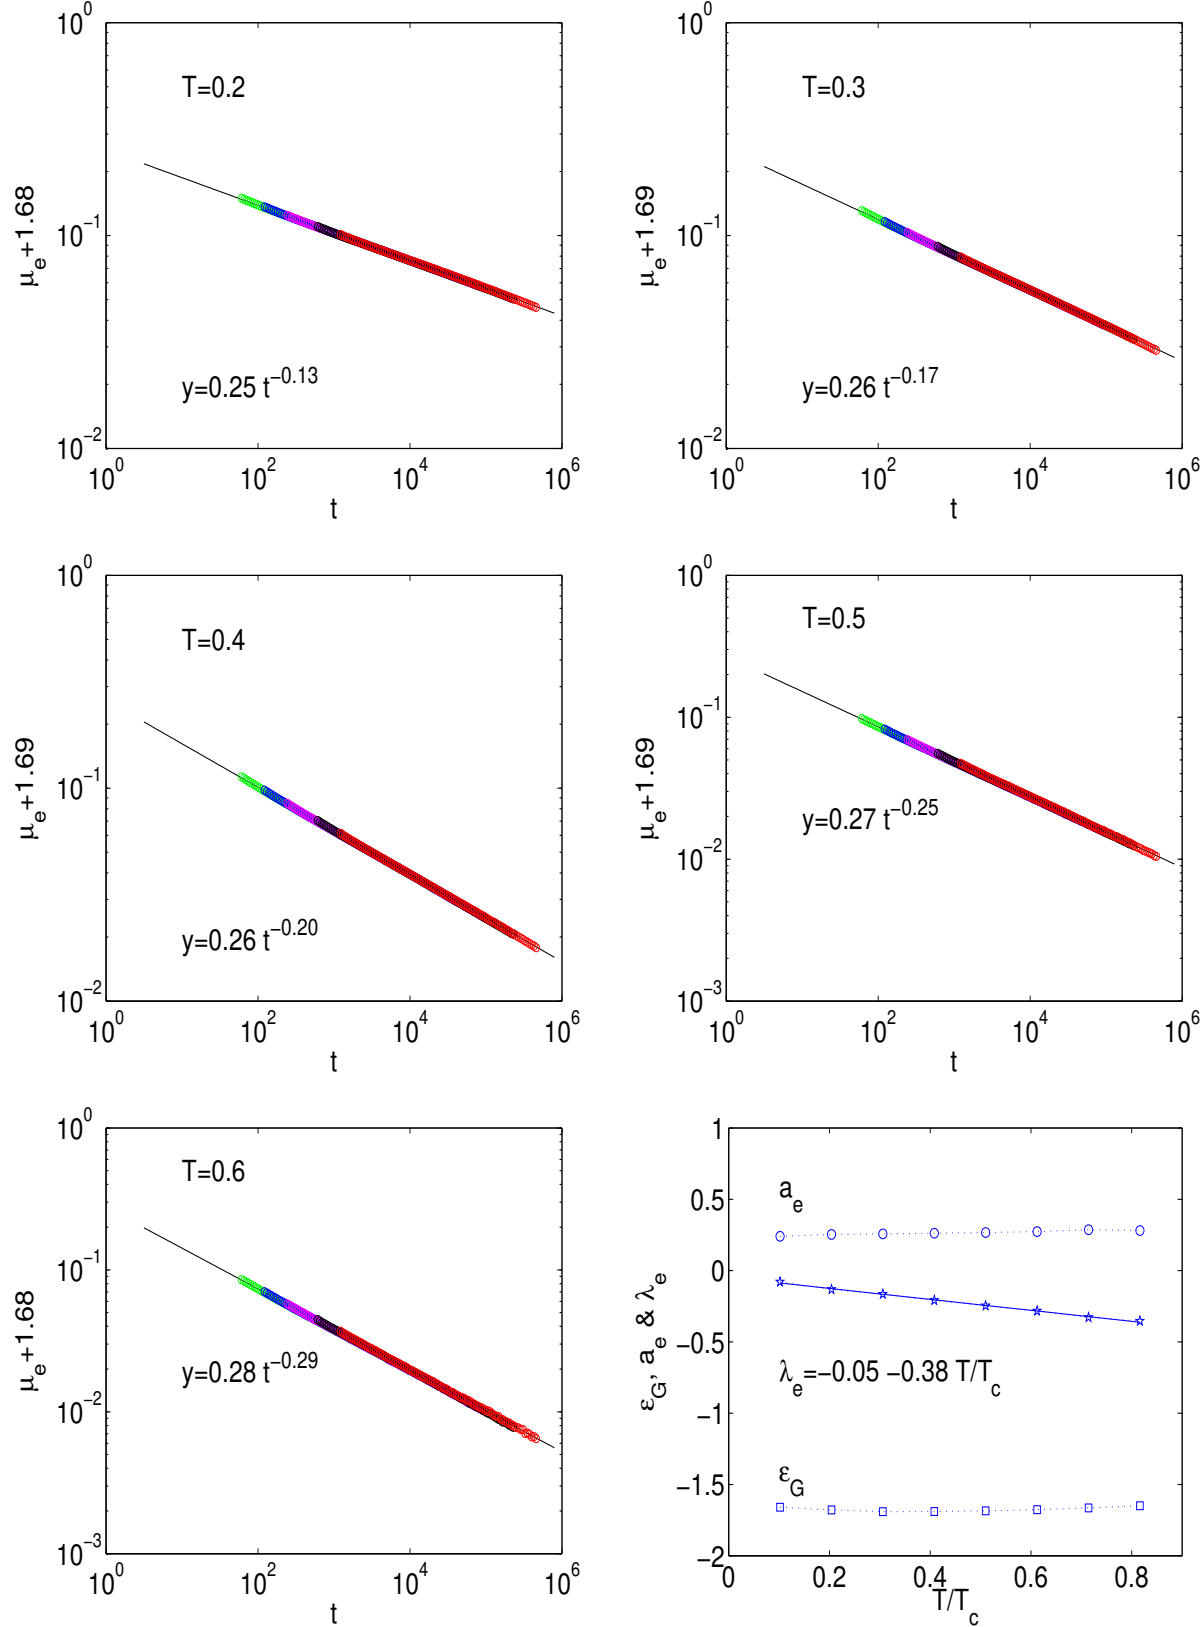 10^0
T=0.2
10^-1
μ_e+1.68
y=0.25 t^-0.13
10^-2
10^0 10^2 10^4 10^6
t
10^0
T=0.3
10^-1
μ_e+1.69
y=0.26 t^-0.17
10^-2
10^0 10^2 10^4 10^6
t
10^0
T=0.4
10^-1
μ_e+1.69
y=0.26 t^-0.20
10^-2
10^0 10^2 10^4 10^6
t
10^0
T=0.5
10^-1
μ_e+1.69
y=0.27 t^-0.25
10^-2
10^-3
10^0 10^2 10^4 10^6
t
10^0
T=0.6
10^-1
μ_e+1.68
y=0.28 t^-0.29
10^-2
10^-3
10^0 10^2 10^4 10^6
t
1
a_e
0.5
0
ε_G, a_e & λ_e
−0.5
λ_e=−0.05 −0.38 T/T_c
−1
ε_G
−1.5
−2
0 0.2 0.4 0.6 0.8
T/T_c